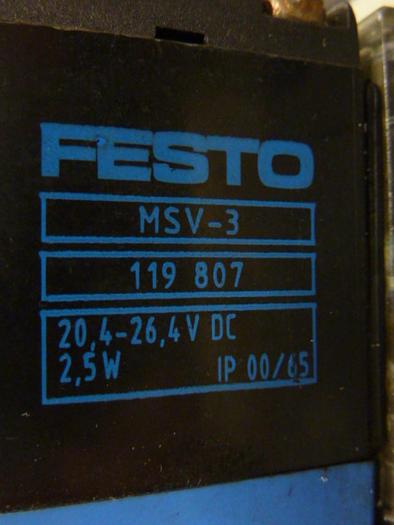 FESTO
MSV-3
119 807
20,4-26,4V DC
2,5W IP 00/65